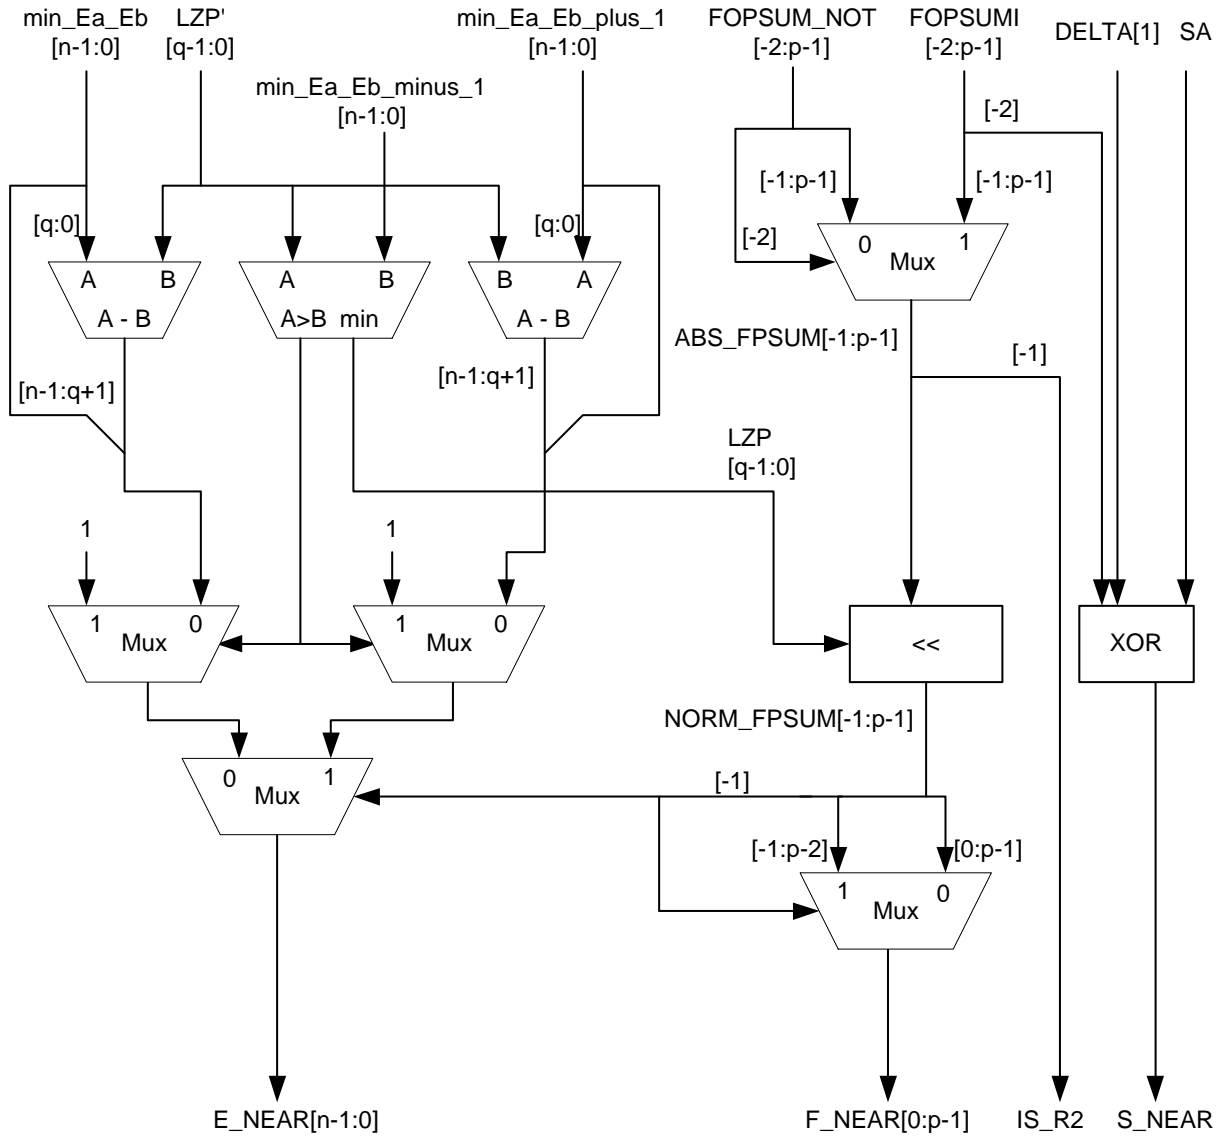 min_Ea_Eb
[n-1:0]
LZP'
[q-1:0]
min_Ea_Eb_plus_1
[n-1:0]
FOPSUM_NOT
[-2:p-1]
FOPSUMI
[-2:p-1]
DELTA[1]
SA
min_Ea_Eb_minus_1
[n-1:0]
[-2]
[-1:p-1]
[-1:p-1]
[q:0]
[q:0]
[-2]
0
1
Mux
A
B
A - B
A
B
A>B min
B
A
A - B
ABS_FPSUM[-1:p-1]
[-1]
[n-1:q+1]
[n-1:q+1]
LZP
[q-1:0]
1
1
1
0
Mux
1
0
Mux
<<
XOR
NORM_FPSUM[-1:p-1]
0
1
Mux
[-1]
[-1:p-2]
[0:p-1]
1
0
Mux
E_NEAR[n-1:0]
F_NEAR[0:p-1]
IS_R2
S_NEAR